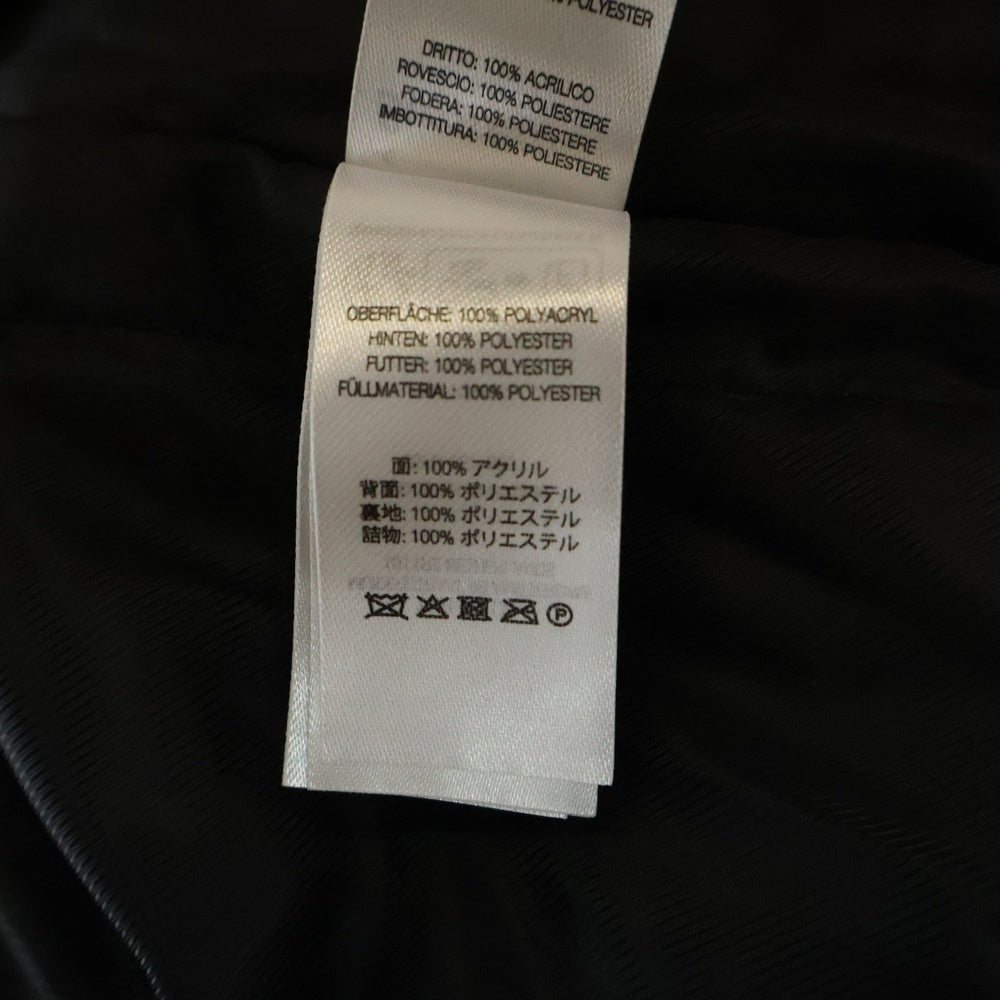 POLYESTER
DRITTO: 100% ACRILICO
ROVESCIO: 100% POLIESTERE
FODERA: 100% POLIESTERE
IMBOTTITURA: 100% POLIESTERE
OBERFLÄCHE: 100% POLYACRYL
HINTEN: 100% POLYESTER
FUTTER: 100% POLYESTER
FÜLLMATERIAL: 100% POLYESTER
面: 100% アクリル
背面: 100% ポリエステル
裏地: 100% ポリエステル
詰物: 100% ポリエステル
P